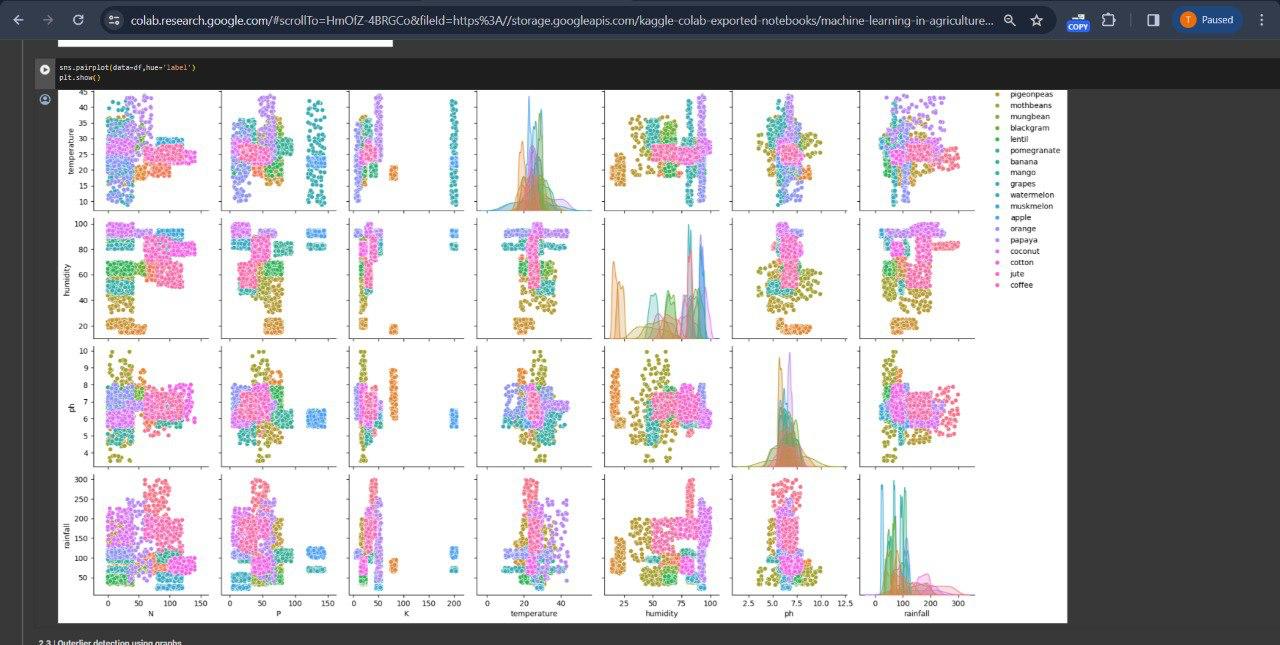 colab.research.google.com/#scrollTo=HmOfZ-4BRGCo&fileId=https%3A//storage.googleapis.com/kaggle-colab-exported-notebooks/machine-learning-in-agriculture...
COPY
T Paused
sns.pairplot(data=df,hue='label')
plt.show()
pigeonpeas
mothbeans
mungbean
blackgram
lentil
pomegranate
banana
mango
grapes
watermelon
muskmelon
apple
orange
papaya
coconut
cotton
jute
coffee
temperature
45
40
35
30
25
20
15
10
humidity
100
80
60
40
20
ph
10
9
8
7
6
5
4
rainfall
300
250
200
150
100
50
0 50 100 150
0 50 100 150
0 50 100 150 200
0 20 40
25 50 75 100
2.5 5.0 7.5 10.0 12.5
0 100 200 300
N P K temperature humidity ph rainfall
2.3 | Outerlier detection using graphs